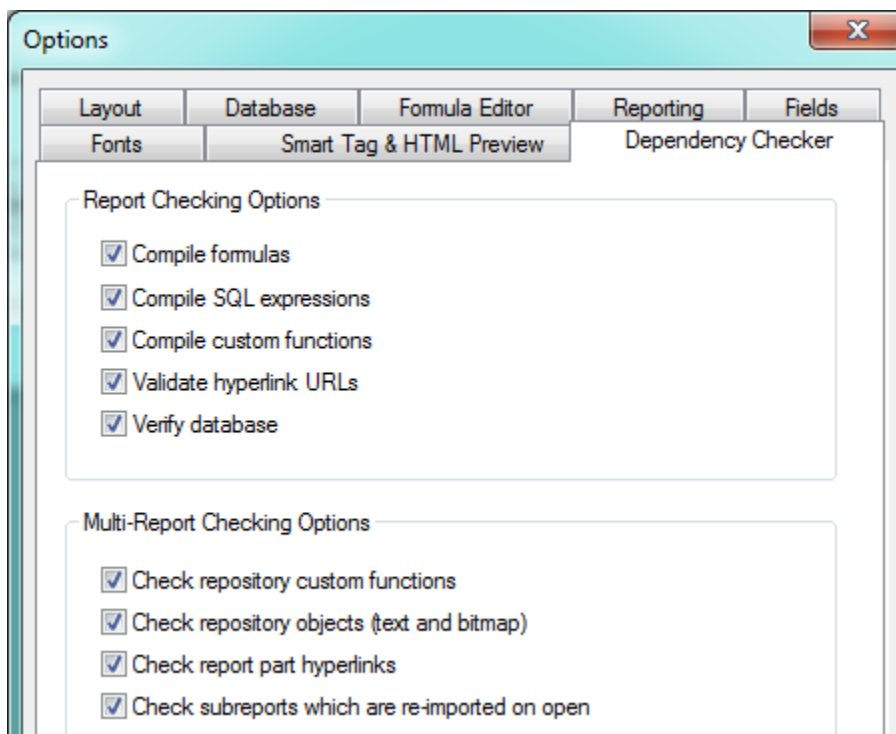 Options
Layout Database Formula Editor Reporting Fields
Fonts Smart Tag & HTML Preview Dependency Checker
Report Checking Options
Compile formulas
Compile SQL expressions
Compile custom functions
Validate hyperlink URLs
Verify database
Multi-Report Checking Options
Check repository custom functions
Check repository objects (text and bitmap)
Check report part hyperlinks
Check subreports which are re-imported on open